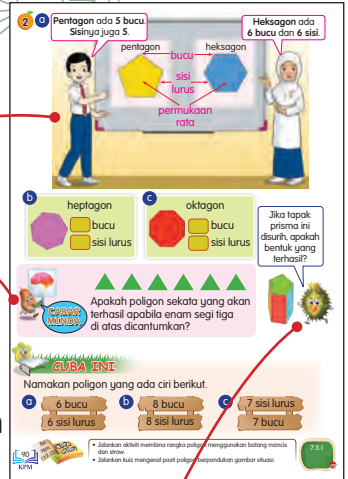 2 a
Pentagon ada 5 bucu.
Sisinya juga 5.
Heksagon ada
6 bucu dan 6 sisi.
pentagon
heksagon
bucu
sisi
lurus
permukaan
rata
b
heptagon
bucu
sisi lurus
c
oktagon
bucu
sisi lurus
Jika tapak
prisma ini
disurih, apakah
bentuk yang
terhasil?
CABAR
MINDA
Apakah poligon sekata yang akan
terhasil apabila enam segi tiga
di atas dicantumkan?
CUBA INI
Namakan poligon yang ada ciri berikut.
a
6 bucu
6 sisi lurus
b
8 bucu
8 sisi lurus
c
7 sisi lurus
7 bucu
90
KPM
• Jalankan aktiviti membina rangka poligon menggunakan batang mancis
dan straw.
• Jalankan kuiz mengenal pasti poligon berpandukan gambar situasi.
7.3.1